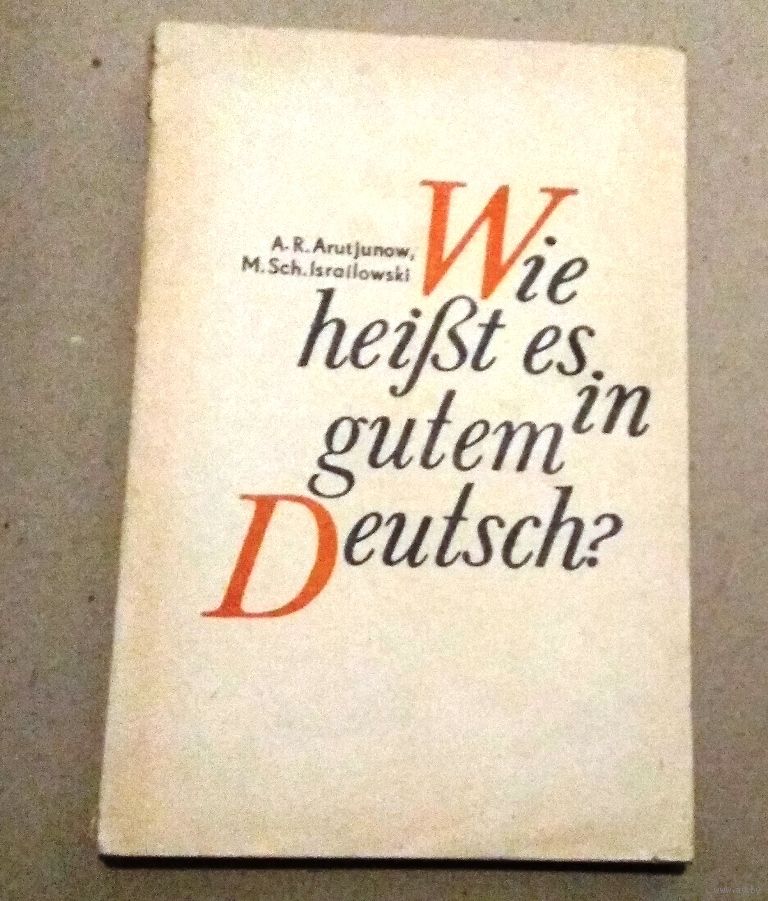 A. R. Arutjunow,
M. Sch. Israilowski
Wie
heißt es
in
gutem
Deutsch?